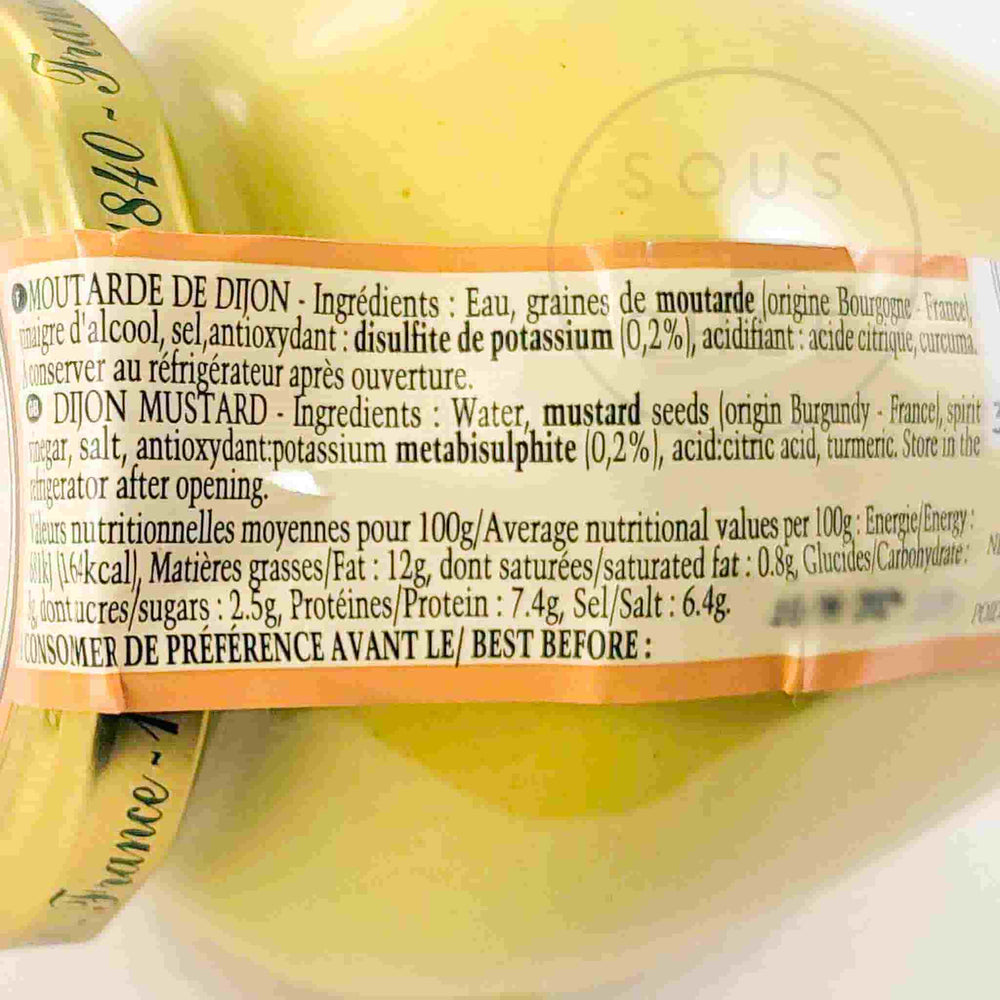 France
1840 - Fran
SOUS
F MOUTARDE DE DIJON - Ingrédients : Eau, graines de moutarde (origine Bourgogne - France),
vinaigre d'alcool, sel, antioxydant : disulfite de potassium (0,2%), acidifiant : acide citrique, curcuma.
conserver au réfrigérateur après ouverture.
GB DIJON MUSTARD - Ingredients : Water, mustard seeds (origin Burgundy - France), spirit
vinegar, salt, antioxydant:potassium metabisulphite (0,2%), acid:citric acid, turmeric. Store in the
refrigerator after opening.
Valeurs nutritionnelles moyennes pour 100g/Average nutritional values per 100g : Energie/Energy :
(164kcal), Matières grasses/Fat : 12g, dont saturées/saturated fat : 0.8g, Glucides/Carbohydrate :
dont ucres/sugars : 2.5g, Protéines/Protein : 7.4g, Sel/Salt : 6.4g.
CONSOMER DE PRÉFÉRENCE AVANT LE/ BEST BEFORE :